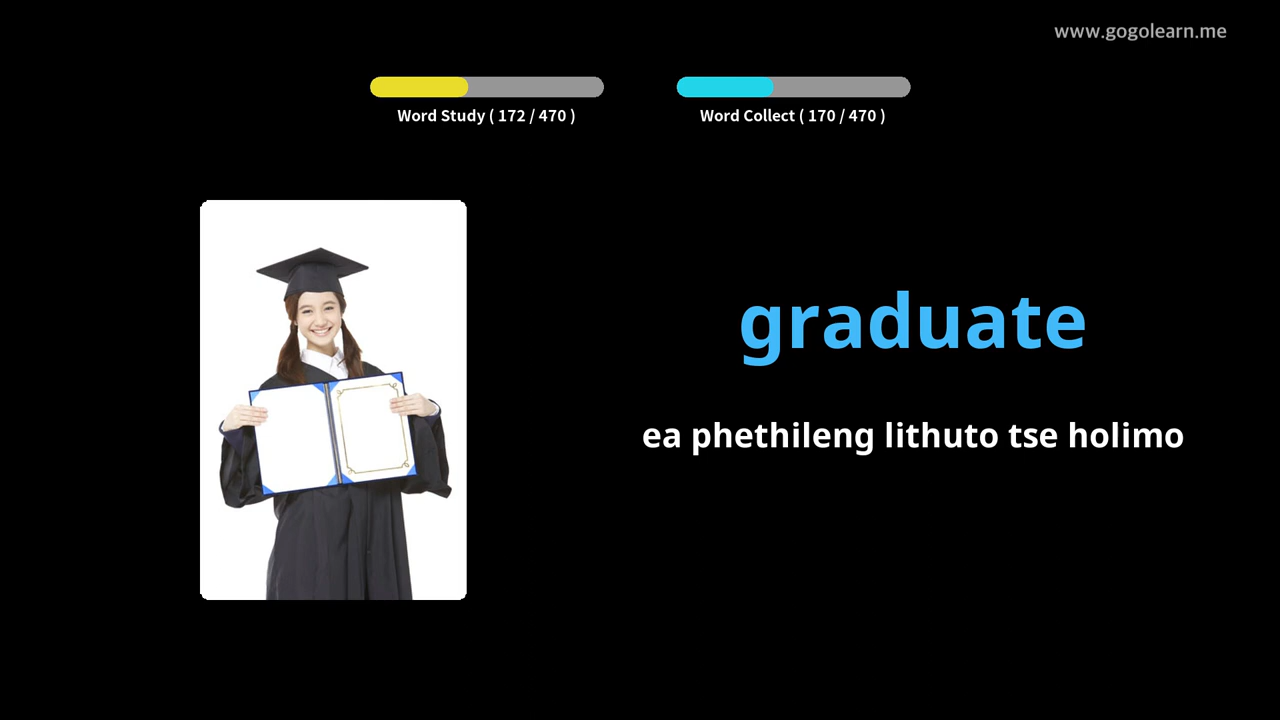 www.gogolearn.me
Word Study ( 172 / 470 )
Word Collect ( 170 / 470 )
graduate
ea phethileng lithuto tse holimo